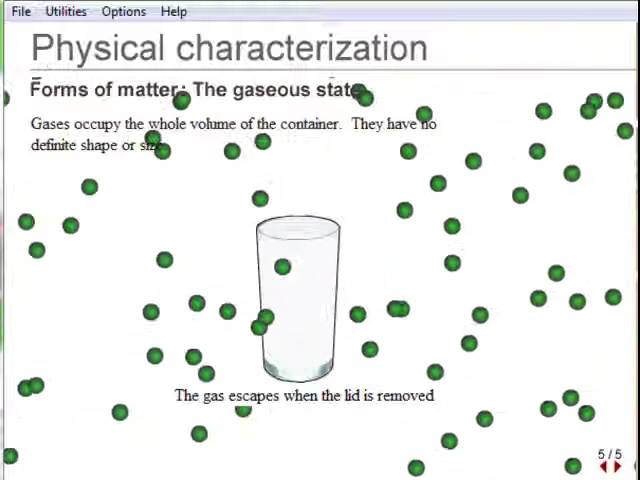 File Utilities Options Help
Physical characterization
Forms of matter: The gaseous state
Gases occupy the whole volume of the container. They have no
definite shape or size
The gas escapes when the lid is removed
5 / 5